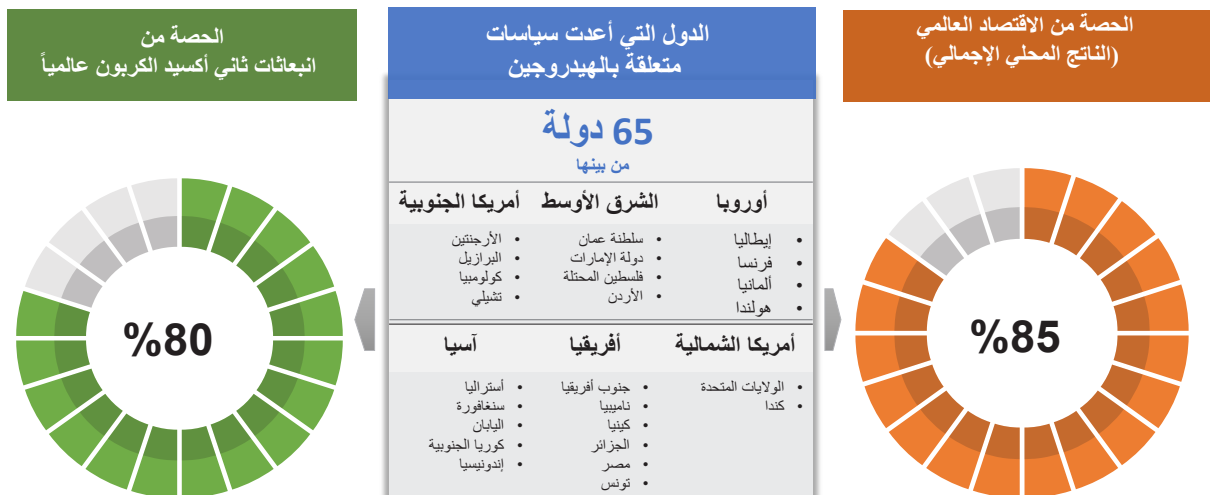 الحصة من الاقتصاد العالمي
(الناتج المحلي الإجمالي)
%85
الدول التي أعدت سياسات
متعلقة بالهيدروجين
65 دولة
من بينها
أوروبا
• إيطاليا
• فرنسا
• ألمانيا
• هولندا
الشرق الأوسط
• سلطنة عمان
• دولة الإمارات
• فلسطين المحتلة
• الأردن
أمريكا الجنوبية
• الأرجنتين
• البرازيل
• كولومبيا
• تشيلي
أمريكا الشمالية
• الولايات المتحدة
• كندا
أفريقيا
• جنوب أفريقيا
• ناميبيا
• كينيا
• الجزائر
• مصر
• تونس
آسيا
• أستراليا
• سنغافورة
• اليابان
• كوريا الجنوبية
• إندونيسيا
الحصة من
انبعاثات ثاني أكسيد الكربون عالمياً
%80